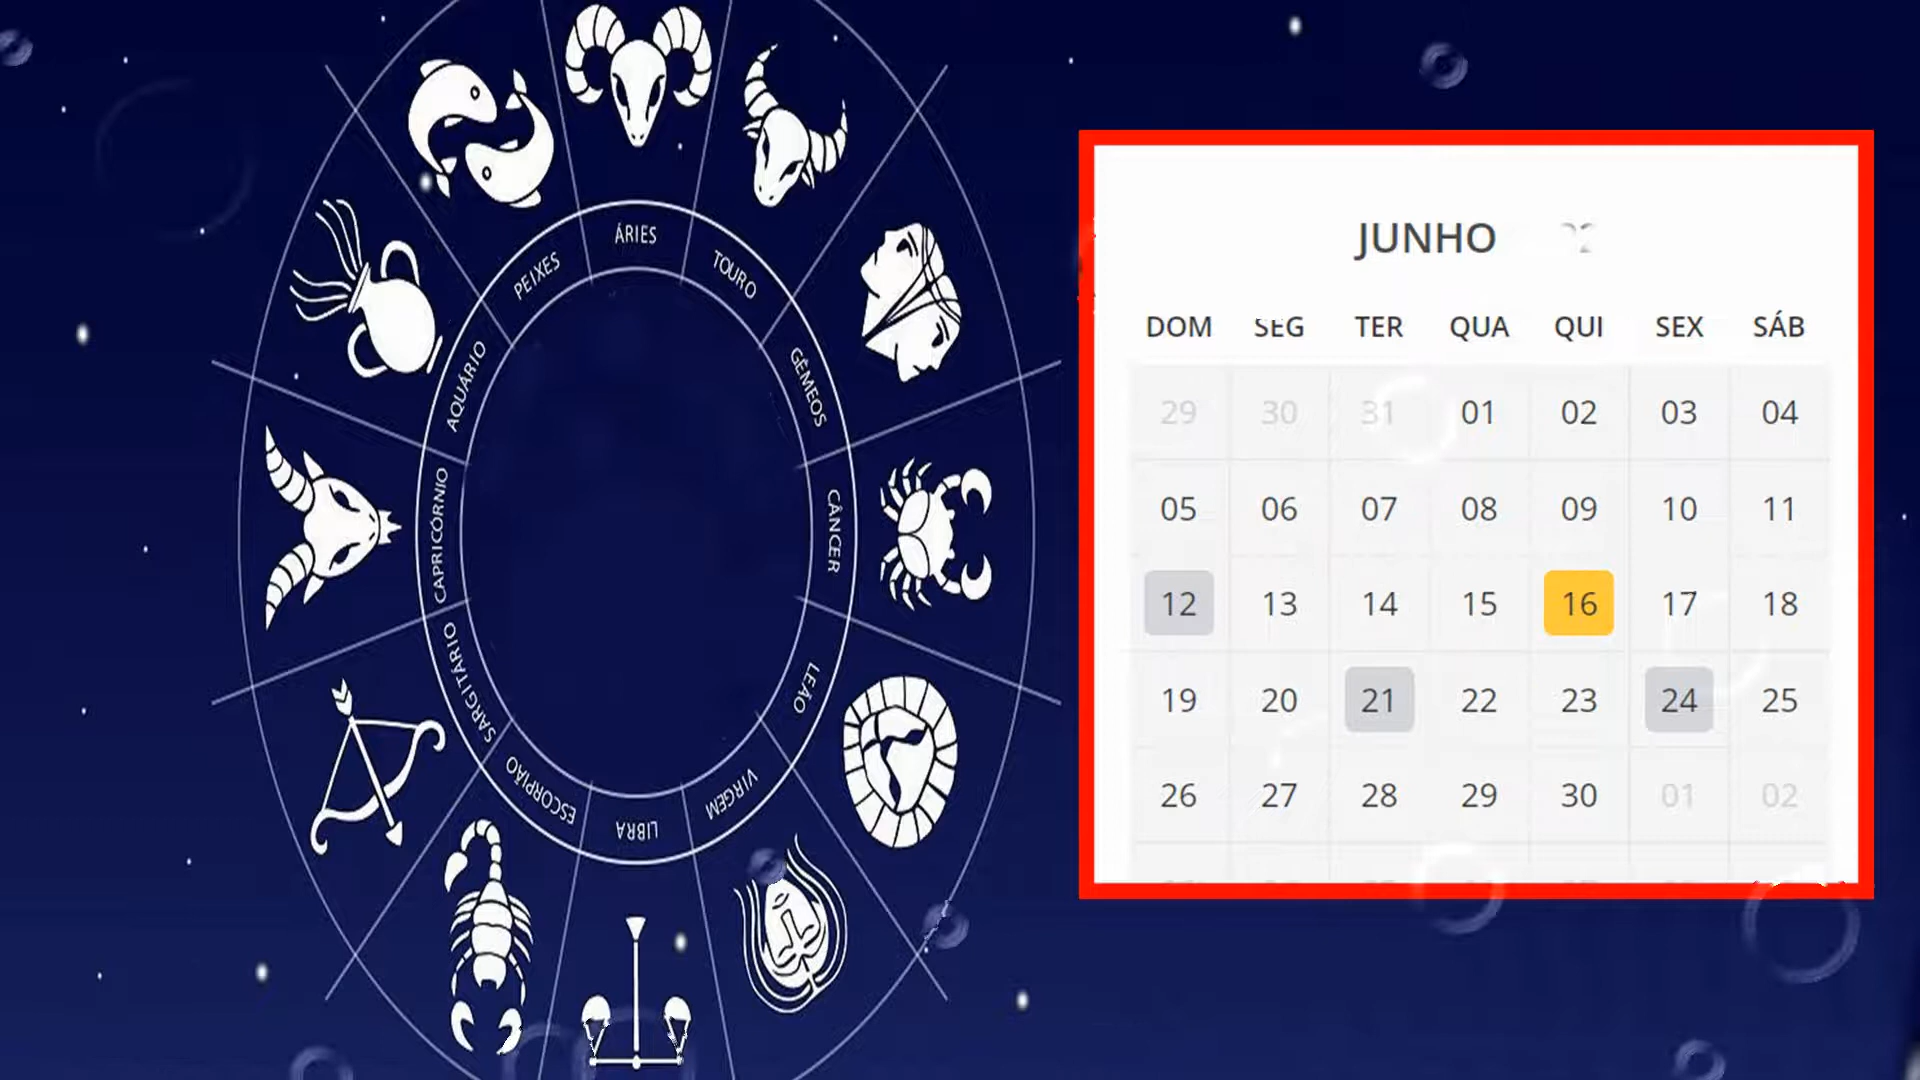 ÁRIES
TOURO
GÊMEOS
CÂNCER
LEÃO
VIRGEM
LIBRA
ESCORPIÃO
SARGITÁRIO
CAPRICÓRNIO
AQUÁRIO
PEIXES
JUNHO
DOM SEG TER QUA QUI SEX SÁB
29 30 31 01 02 03 04
05 06 07 08 09 10 11
12 13 14 15 16 17 18
19 20 21 22 23 24 25
26 27 28 29 30 01 02